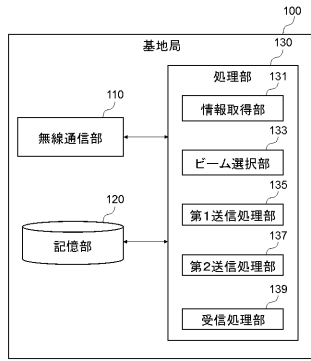 100
基地局
130
処理部
131
情報取得部
110
無線通信部
133
ビーム選択部
135
第1送信処理部
120
記憶部
137
第2送信処理部
139
受信処理部